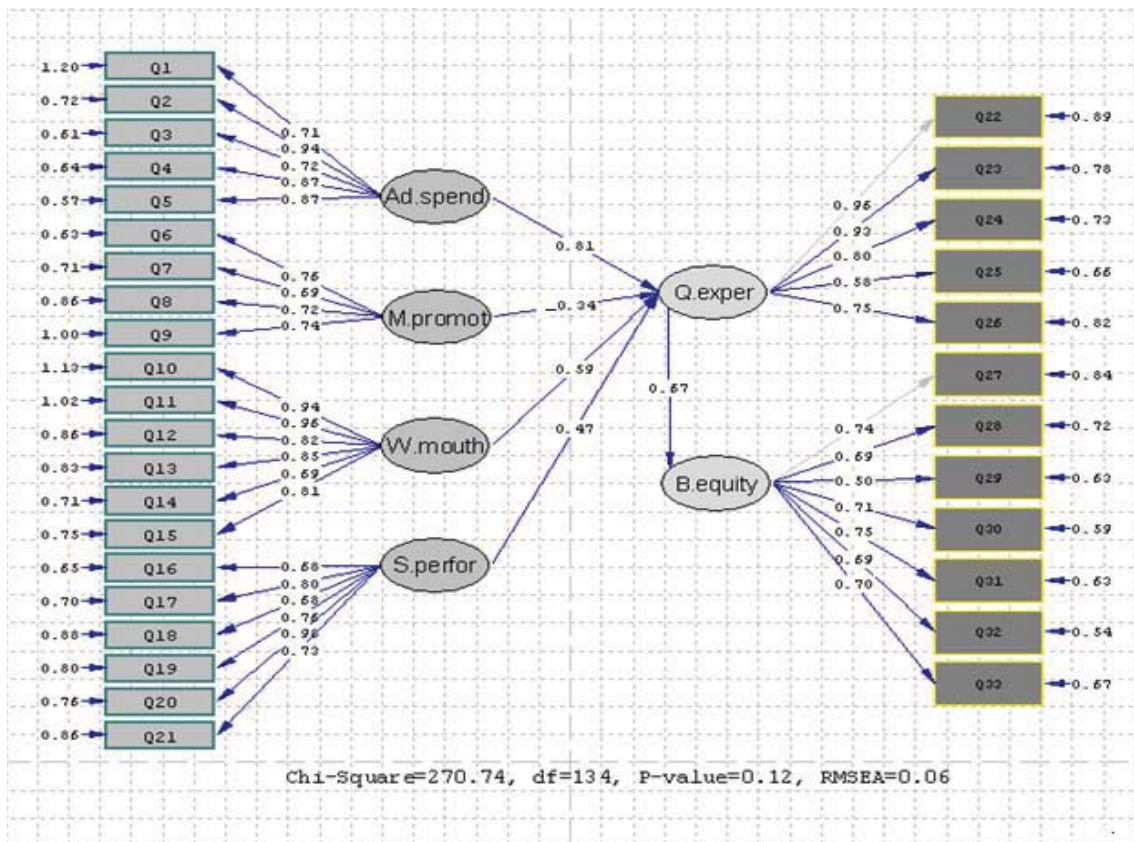 1.20 Q1
0.72 Q2
0.61 Q3
0.64 Q4
0.57 Q5
0.63 Q6
0.71 Q7
0.86 Q8
1.00 Q9
1.13 Q10
1.02 Q11
0.86 Q12
0.83 Q13
0.71 Q14
0.75 Q15
0.65 Q16
0.70 Q17
0.88 Q18
0.80 Q19
0.76 Q20
0.86 Q21
0.71
0.94
0.72
0.87
0.87
0.76
0.69
0.72
0.74
0.94
0.96
0.82
0.85
0.69
0.81
0.68
0.80
0.68
0.76
0.73
Ad.spend
M.promot
W.mouth
S.perfor
0.81
_0.34
0.59
0.47
Q.exper
0.67
B.equity
0.96
0.93
0.80
0.58
0.75
0.74
0.69
0.50
0.71
0.75
0.69
0.70
Q22 0.89
Q23 0.78
Q24 0.73
Q25 0.66
Q26 0.82
Q27 0.84
Q28 0.72
Q29 0.63
Q30 0.59
Q31 0.63
Q32 0.54
Q33 0.67
Chi-Square=270.74, df=134, P-value=0.12, RMSEA=0.06